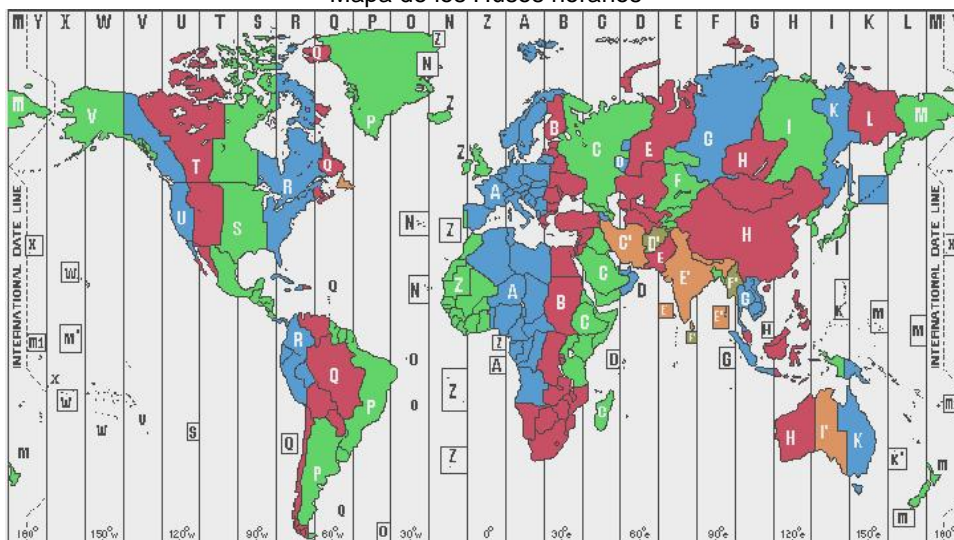 Mapa de los Husos horarios
M Y X W V U T S R Q P O N Z A B C D E F G H I K L M Y
Q Z N
M V P Z B C G I K L M
T Q Z D E H
R A F
U S N Z H
X C' D' E I X
W Q N Z A B C D E' F' G K M M
INTERNATIONAL DATE LINE
INTERNATIONAL DATE LINE
M1 M' R Z C H
X Q O A D G
W W V P O Z C H I' K
S Q Z K'
M P M
Q O
180° 150°w 120°w 90°w 60°w 30°w 0° 30°e 60°e 90°e 120°e 150°e 180°